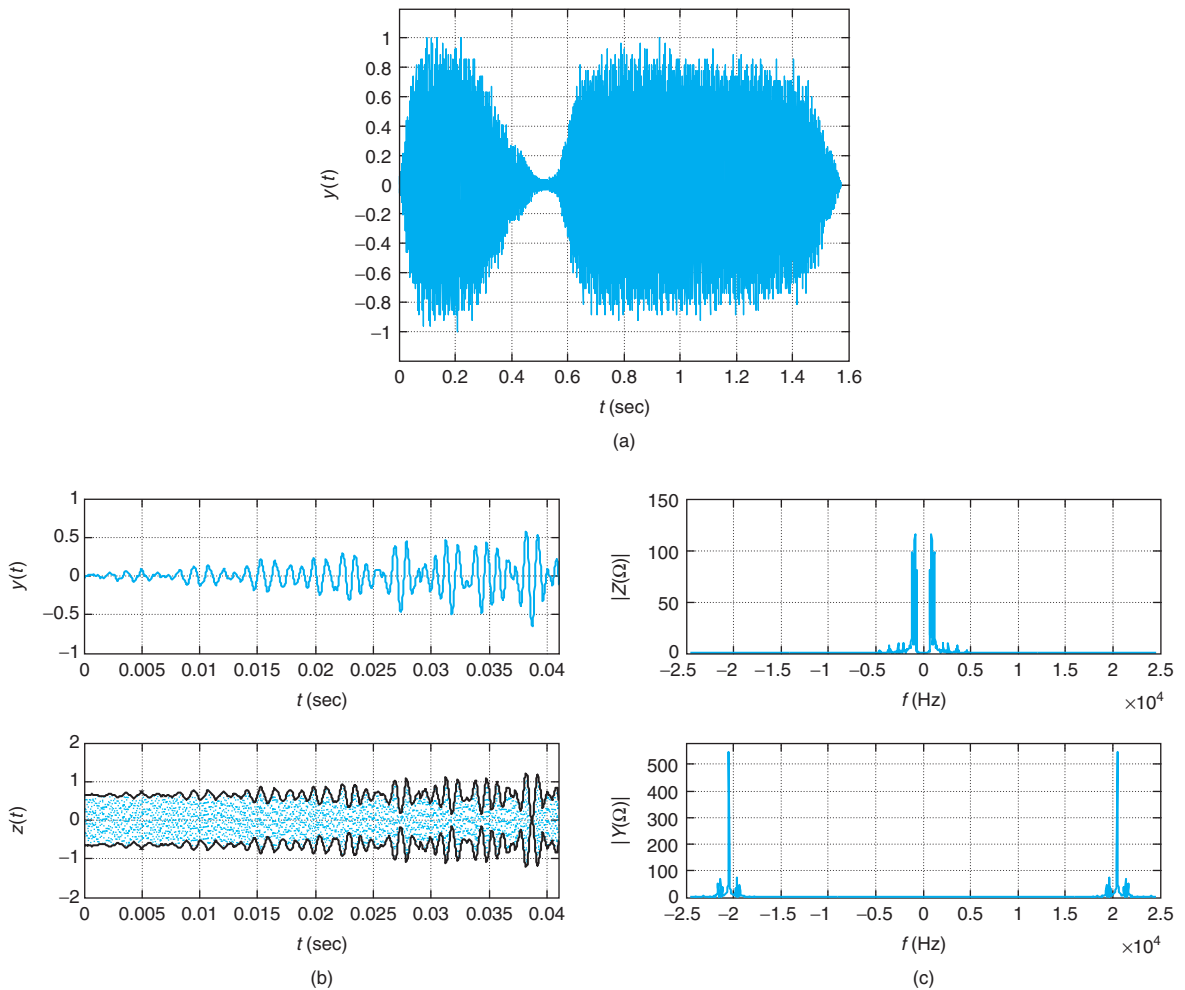 1
0.8
0.6
0.4
0.2
0
−0.2
−0.4
−0.6
−0.8
−1
y(t)
0 0.2 0.4 0.6 0.8 1 1.2 1.4 1.6
t (sec)
(a)
1
0.5
0
−0.5
−1
y(t)
0 0.005 0.01 0.015 0.02 0.025 0.03 0.035 0.04
t (sec)
2
1
0
−1
−2
z(t)
0 0.005 0.01 0.015 0.02 0.025 0.03 0.035 0.04
t (sec)
(b)
150
100
50
0
|Z(Ω)|
−2.5 −2 −1.5 −1 −0.5 0 0.5 1 1.5 2 2.5
f (Hz)
×10⁴
500
400
300
200
100
0
|Y(Ω)|
−2.5 −2 −1.5 −1 −0.5 0 0.5 1 1.5 2 2.5
f (Hz)
×10⁴
(c)